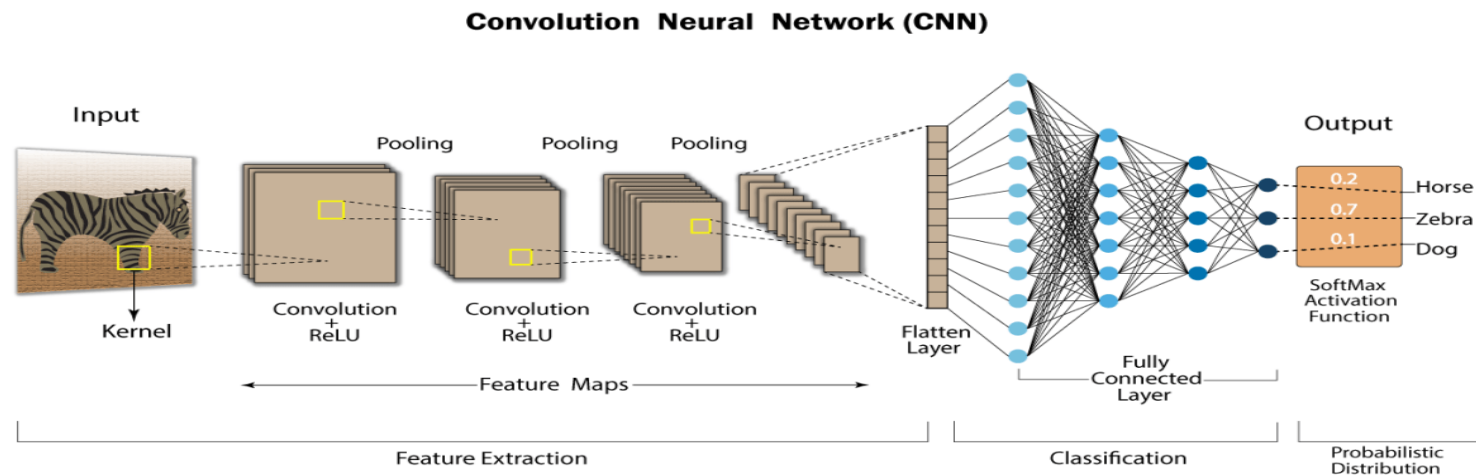 Convolution Neural Network (CNN)
Input
Kernel
Pooling
Pooling
Pooling
Convolution
+
ReLU
Convolution
+
ReLU
Convolution
+
ReLU
Feature Maps
Flatten
Layer
Fully
Connected
Layer
Output
0.2
0.7
0.1
Horse
Zebra
Dog
SoftMax
Activation
Function
Feature Extraction
Classification
Probabilistic
Distribution